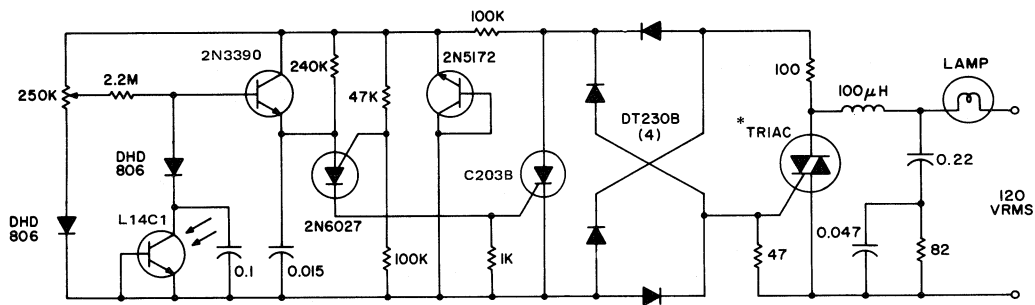 100K
2N3390
2N5172
LAMP
240K
100
2.2M
250K
100μH
47K
DT230B
(4)
*TRIAC
DHD
806
C203B
0.22
120
VRMS
L14C1
DHD
806
2N6027
0.047
47
82
0.1
0.015
100K
1K